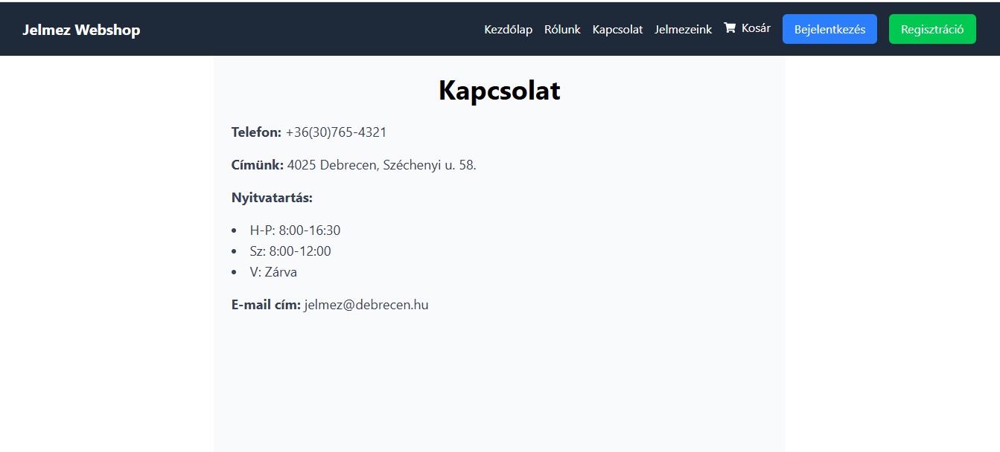 Jelmez Webshop
Kezdőlap Rólunk Kapcsolat Jelmezeink Kosár Bejelentkezés Regisztráció
Kapcsolat
Telefon: +36(30)765-4321
Címünk: 4025 Debrecen, Széchenyi u. 58.
Nyitvatartás:
• H-P: 8:00-16:30
• Sz: 8:00-12:00
• V: Zárva
E-mail cím: jelmez@debrecen.hu